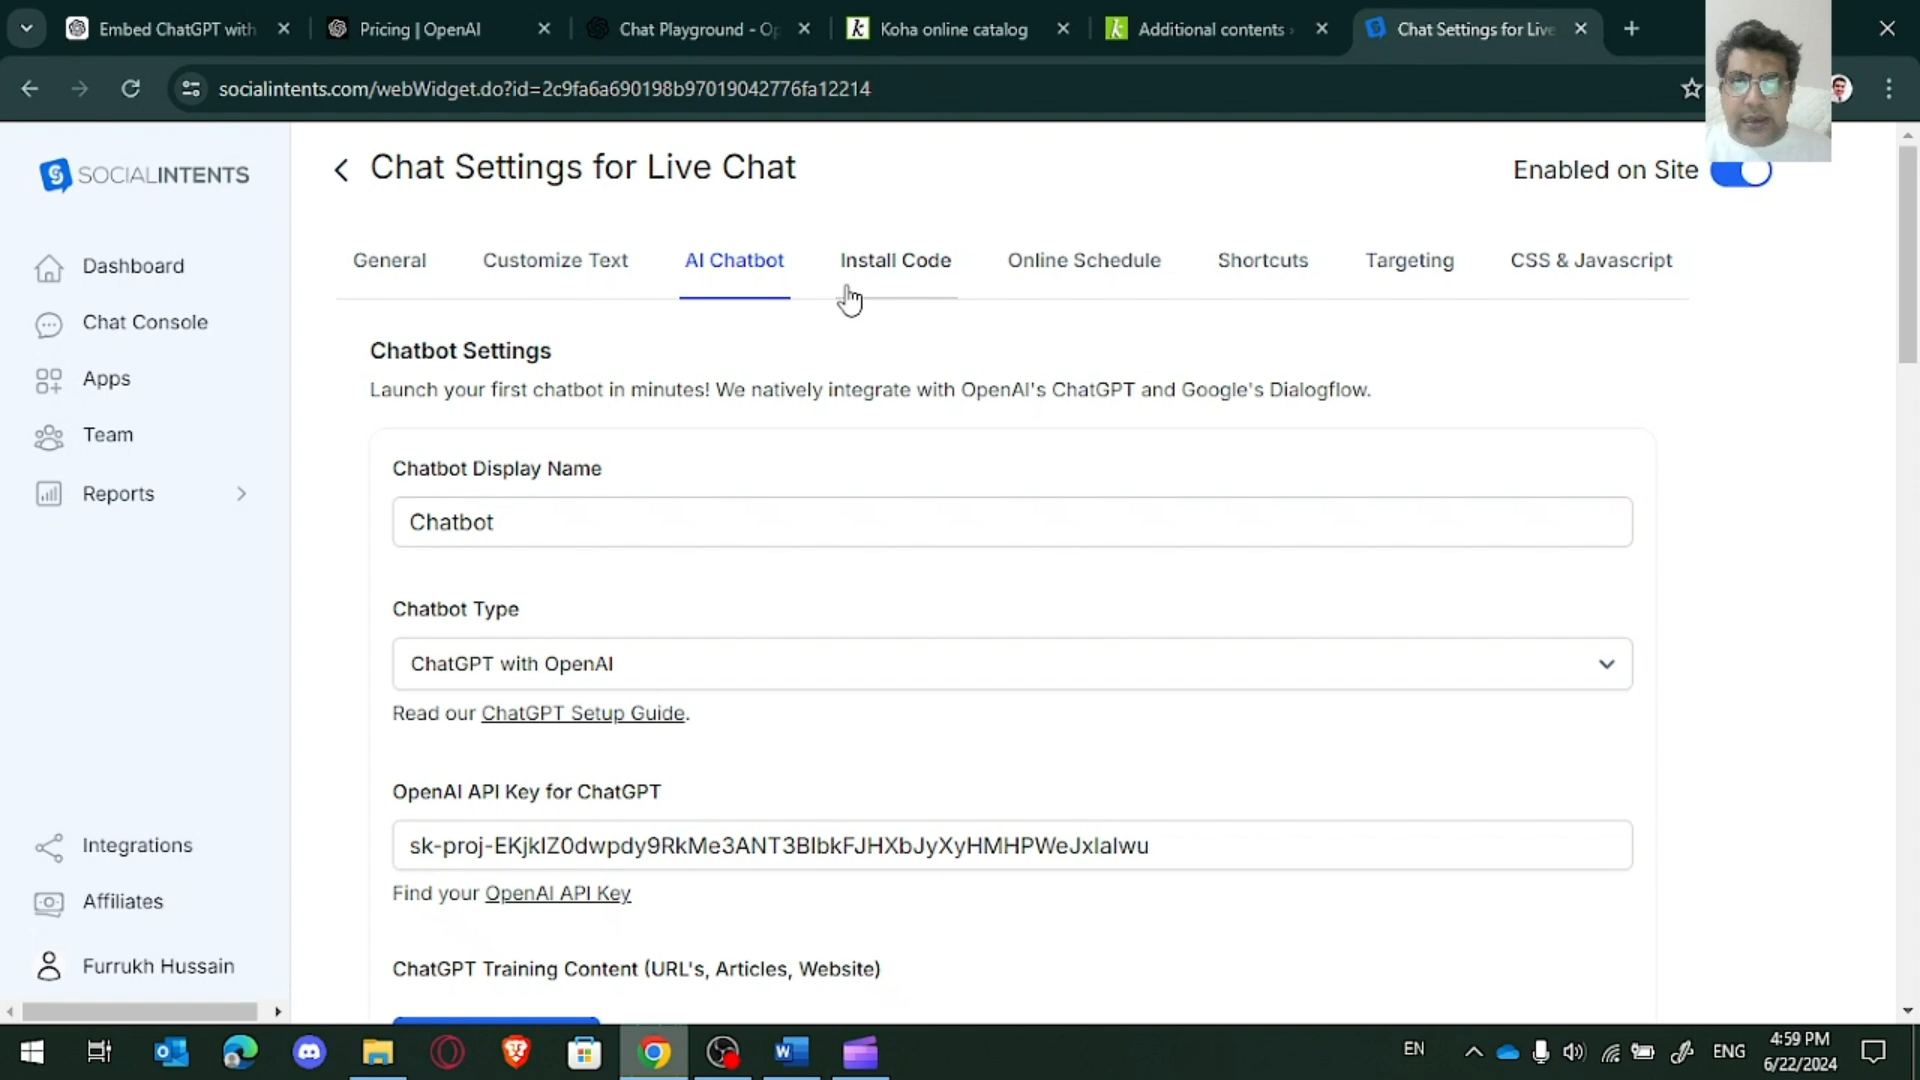 Embed ChatGPT with
Pricing | OpenAI
Chat Playground - Op
Koha online catalog
Additional contents ›
Chat Settings for Live
socialintents.com/webWidget.do?id=2c9fa6a690198b97019042776fa12214
SOCIALINTENTS
Chat Settings for Live Chat
Enabled on Site
General
Customize Text
AI Chatbot
Install Code
Online Schedule
Shortcuts
Targeting
CSS & Javascript
Dashboard
Chat Console
Apps
Team
Reports
Integrations
Affiliates
Furrukh Hussain
Chatbot Settings
Launch your first chatbot in minutes! We natively integrate with OpenAI's ChatGPT and Google's Dialogflow.
Chatbot Display Name
Chatbot
Chatbot Type
ChatGPT with OpenAI
Read our ChatGPT Setup Guide.
OpenAI API Key for ChatGPT
Find your OpenAI API Key
ChatGPT Training Content (URL's, Articles, Website)
EN
ENG
4:59 PM
6/22/2024